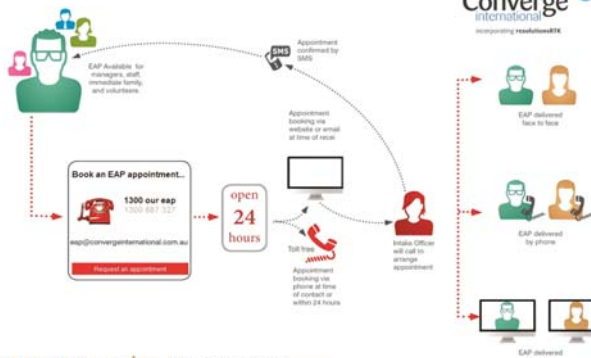 Converge
international
incorporating resolutionsRTK
EAP Available for
managers, staff,
immediate family,
and volunteers.
SMS
Appointment
confirmed by
SMS
Appointment
booking via
website or email
at time of
Book an EAP appointment...
1300 our eap
1300 687 327
eap@convergeinternational.com.au
Request an appointment
open
24
hours
Toll free
Appointment
booking via
phone at time
of contact or
within 24 hours
Intake Officer
will call to
arrange
appointment
EAP delivered
face to face
EAP delivered
by phone
EAP delivered